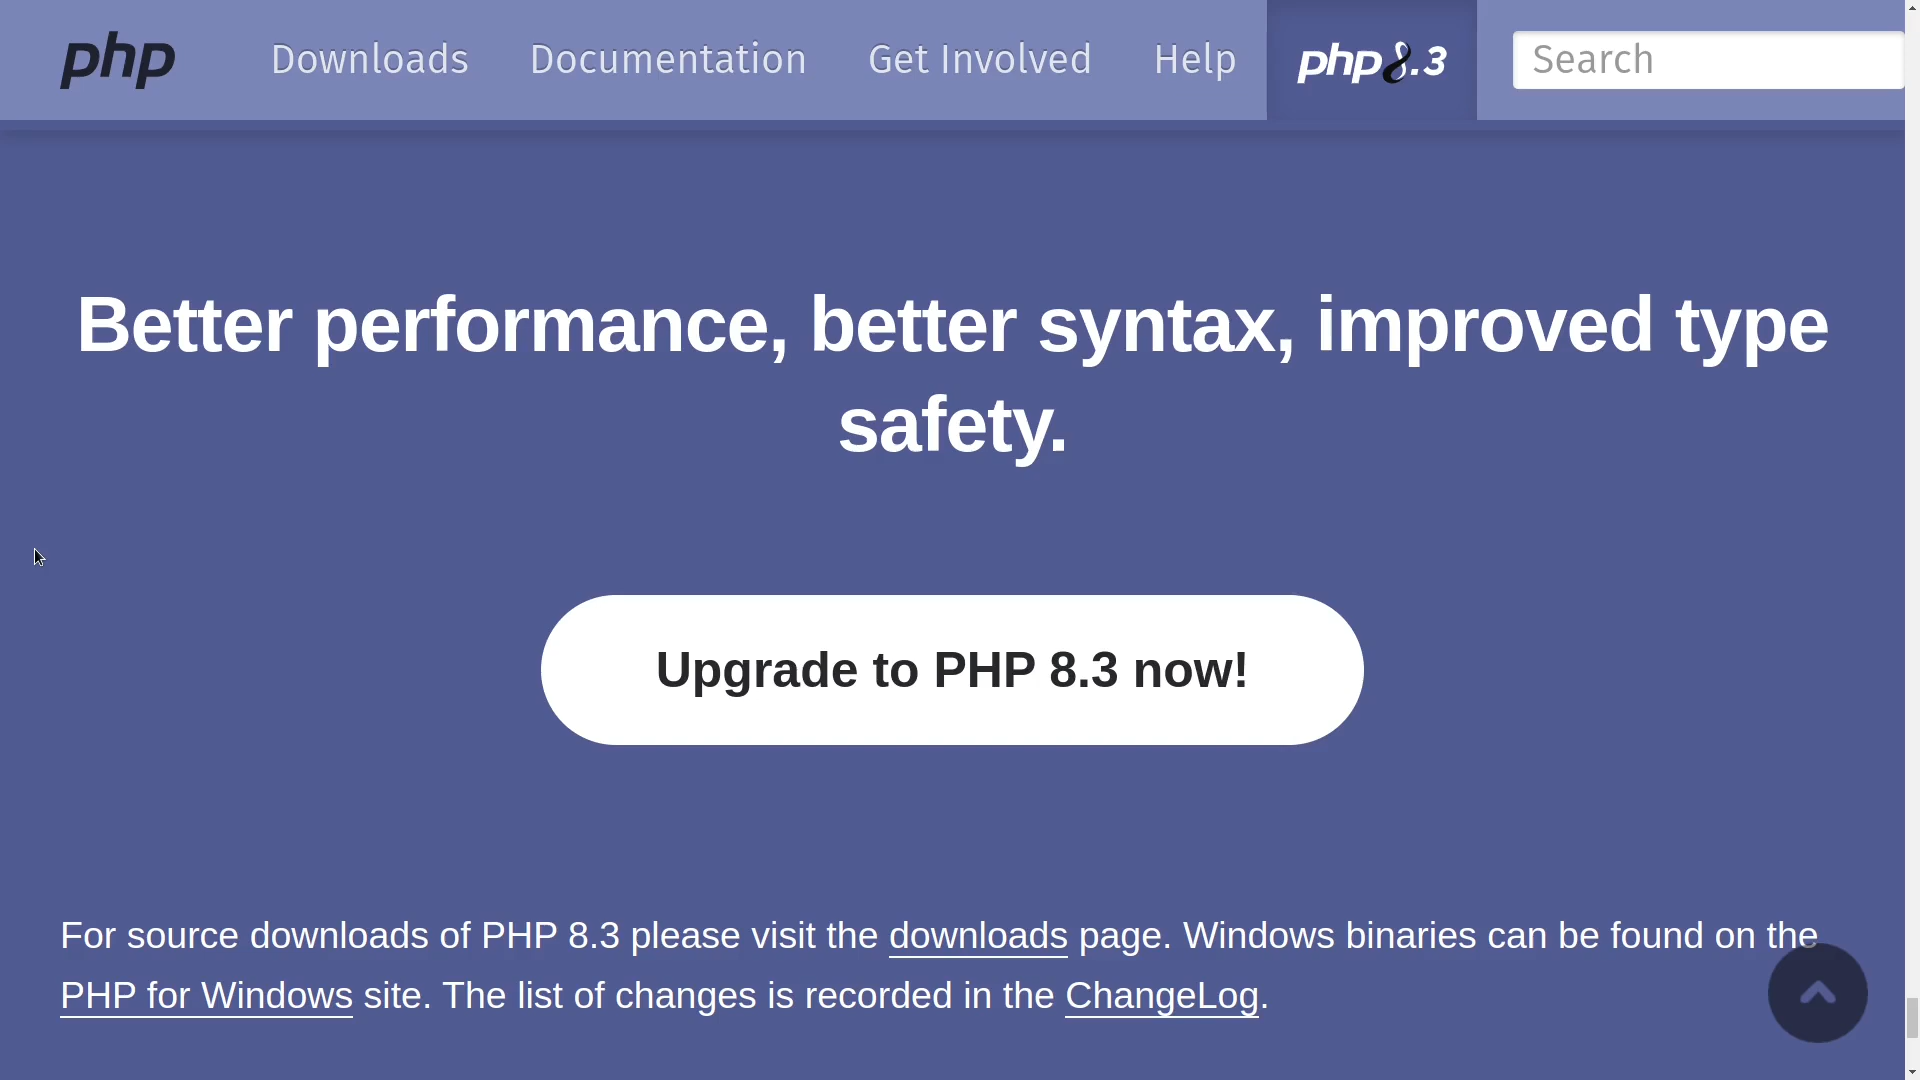 php Downloads Documentation Get Involved Help php8.3 Search
Better performance, better syntax, improved type
safety.
Upgrade to PHP 8.3 now!
For source downloads of PHP 8.3 please visit the downloads page. Windows binaries can be found on the
PHP for Windows site. The list of changes is recorded in the ChangeLog.